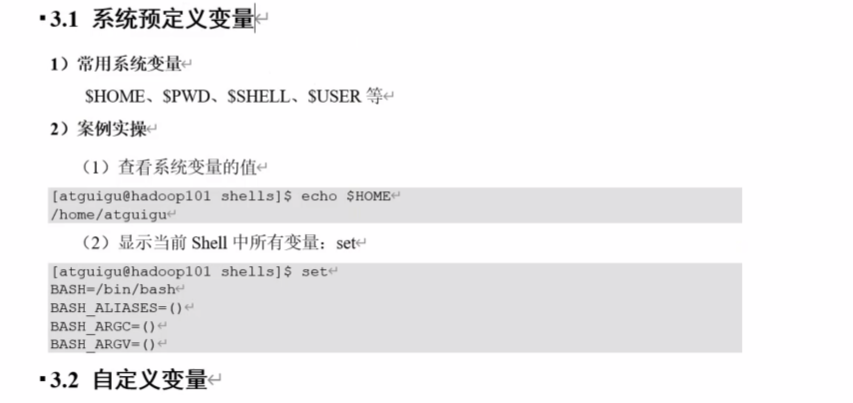 3.1 系统预定义变量
1）常用系统变量
$HOME、$PWD、$SHELL、$USER 等
2）案例实操
（1）查看系统变量的值
[atguigu@hadoop101 shells]$ echo $HOME
/home/atguigu
（2）显示当前 Shell 中所有变量：set
[atguigu@hadoop101 shells]$ set
BASH=/bin/bash
BASH_ALIASES=()
BASH_ARGC=()
BASH_ARGV=()
3.2 自定义变量